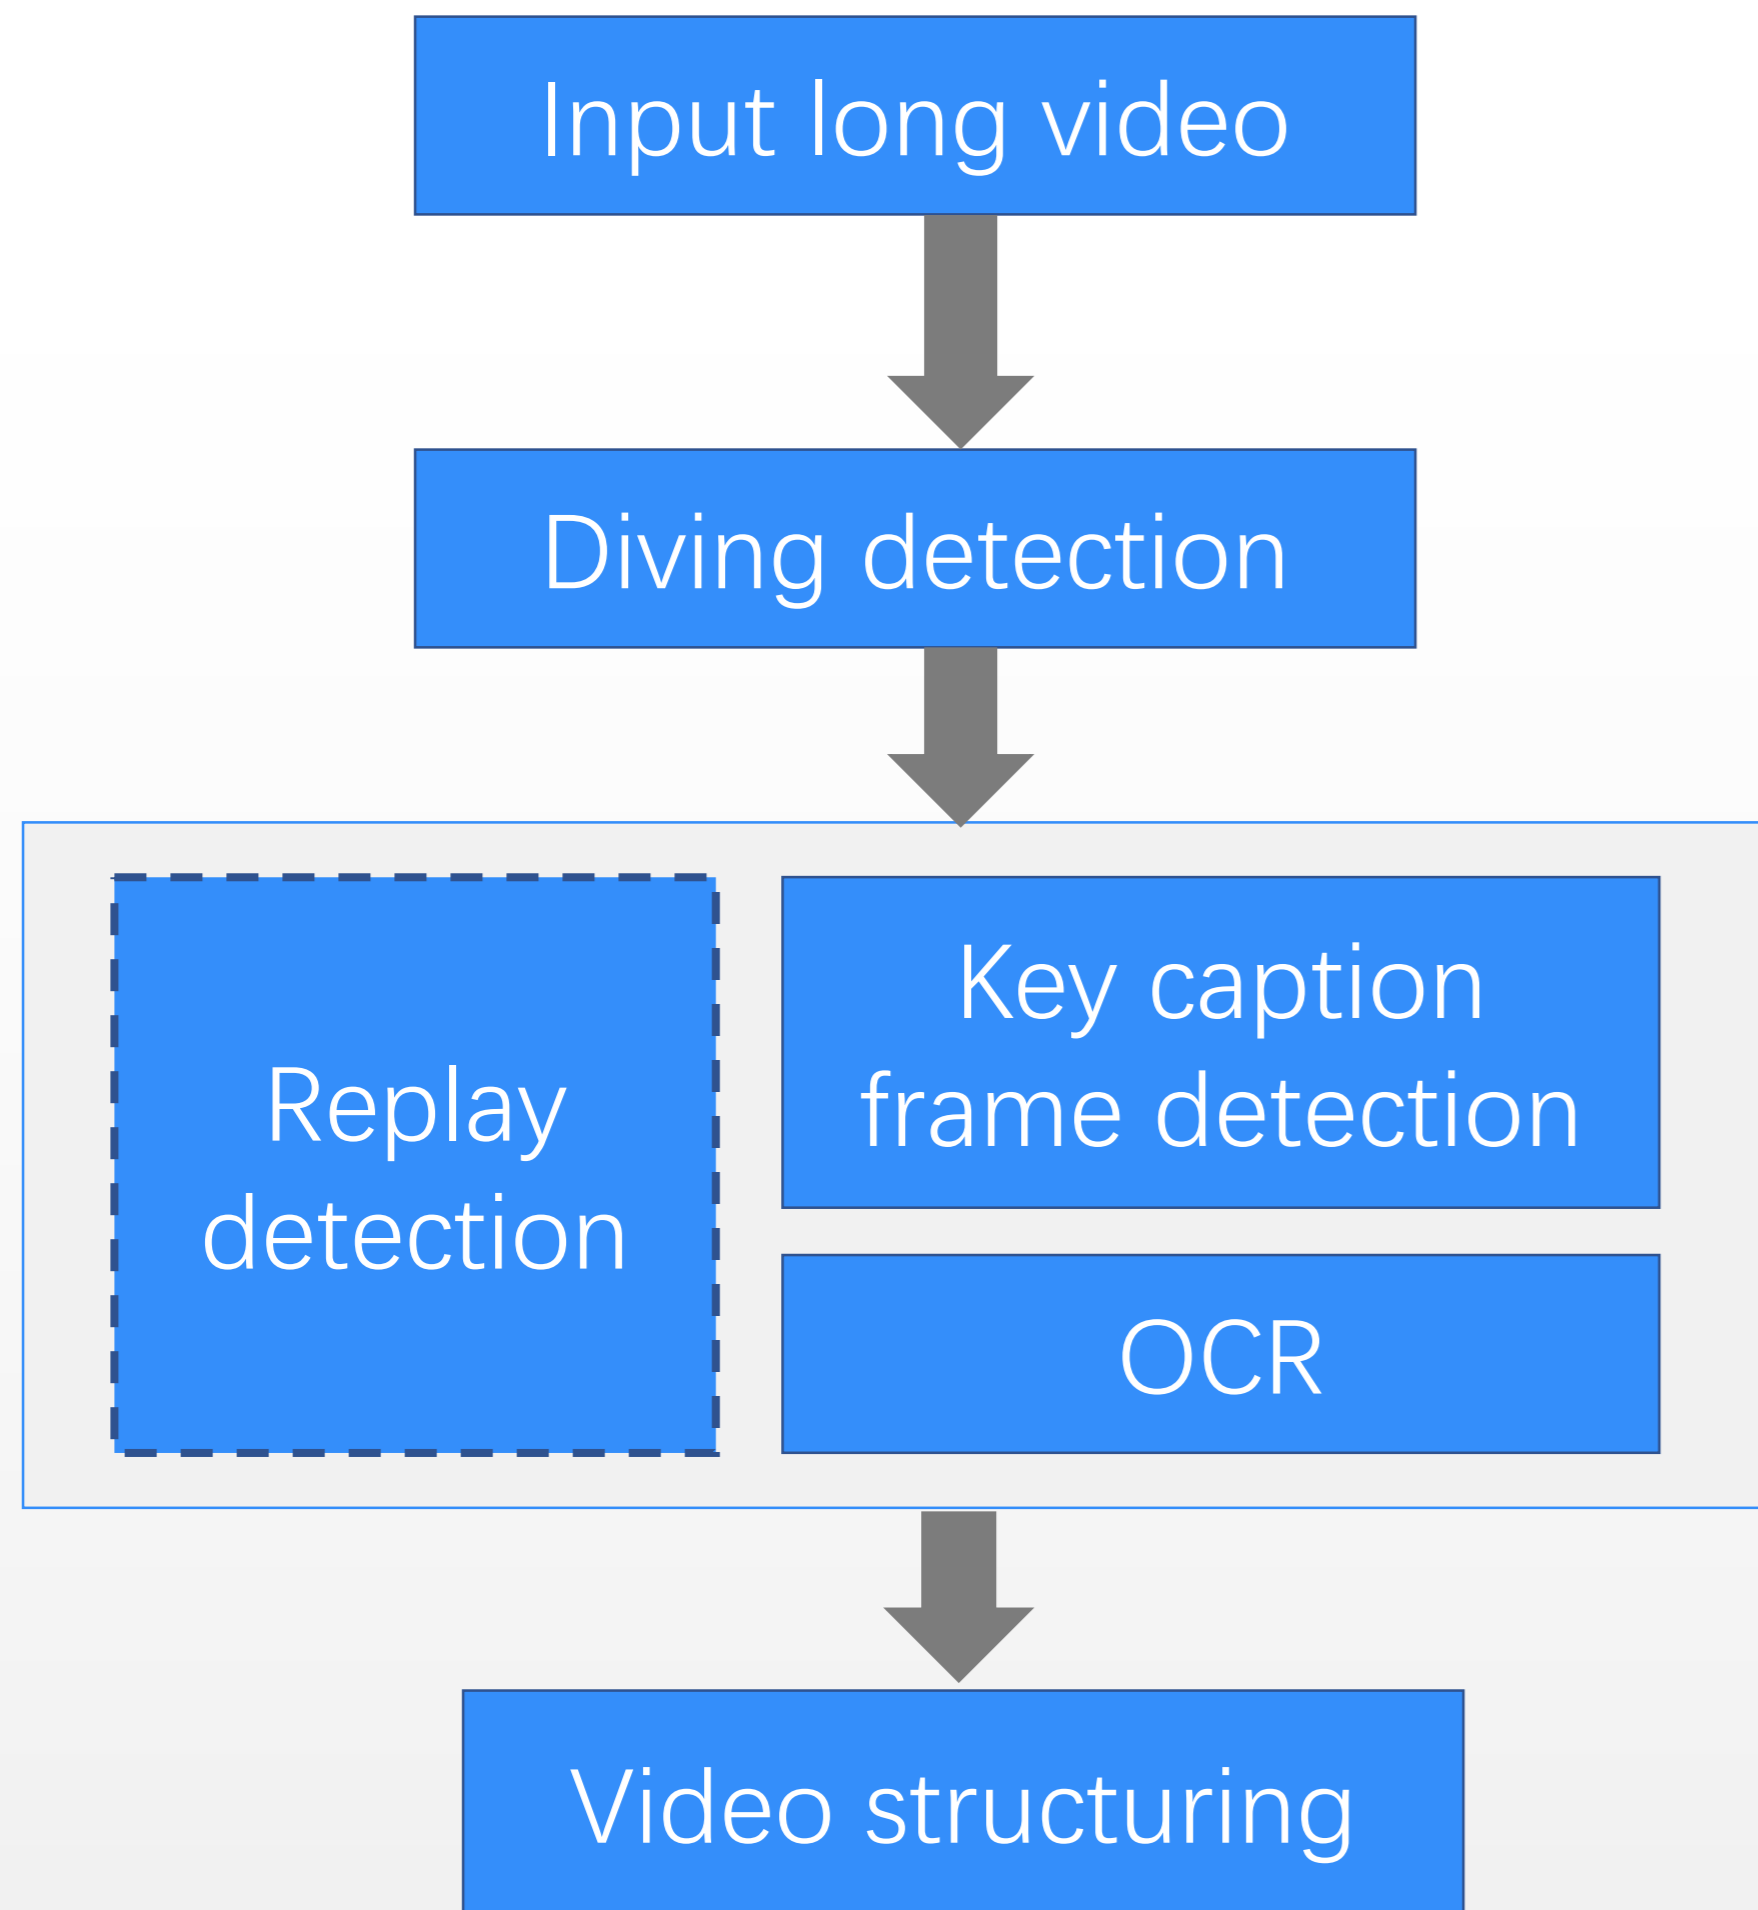 Input long video
Diving detection
Replay
detection
Key caption
frame detection
OCR
Video structuring